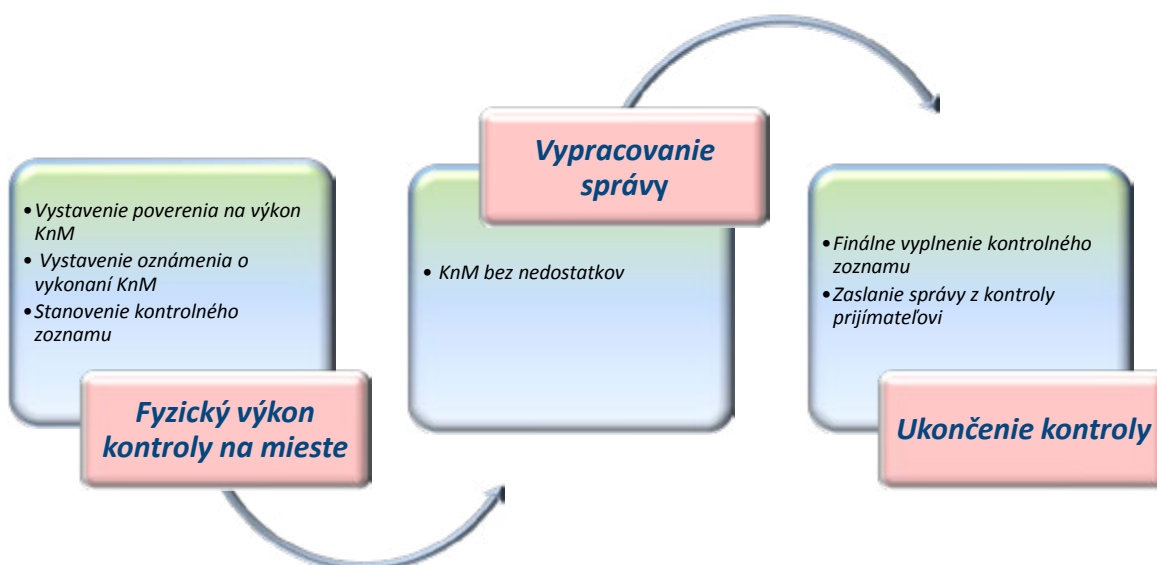 •Vystavenie poverenia na výkon
KnM
• Vystavenie oznámenia o
vykonaní KnM
•Stanovenie kontrolného
zoznamu
Fyzický výkon
kontroly na mieste
Vypracovanie
správy
• KnM bez nedostatkov
•Finálne vyplnenie kontrolného
zoznamu
•Zaslanie správy z kontroly
prijímateľovi
Ukončenie kontroly